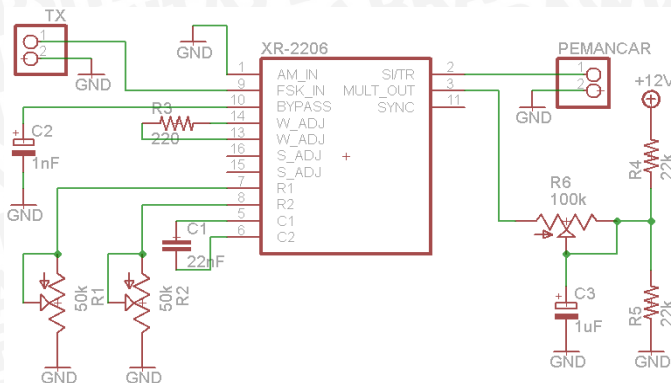 TX
1
2
GND
GND
XR-2206
1 AM_IN
9 FSK_IN
10 BYPASS
14 W_ADJ
13 W_ADJ
16 S_ADJ
15 S_ADJ
7 R1
8 R2
5 C1
6 C2
SI/TR 2
MULT_OUT 3
SYNC 11
PEMANCAR
1
2
GND
+12V
R4
22k
R3
220
C2
1nF
GND
R6
100k
C1
22nF
50k
R1
GND
50k
R2
GND
C3
1uF
GND
R5
22k
GND